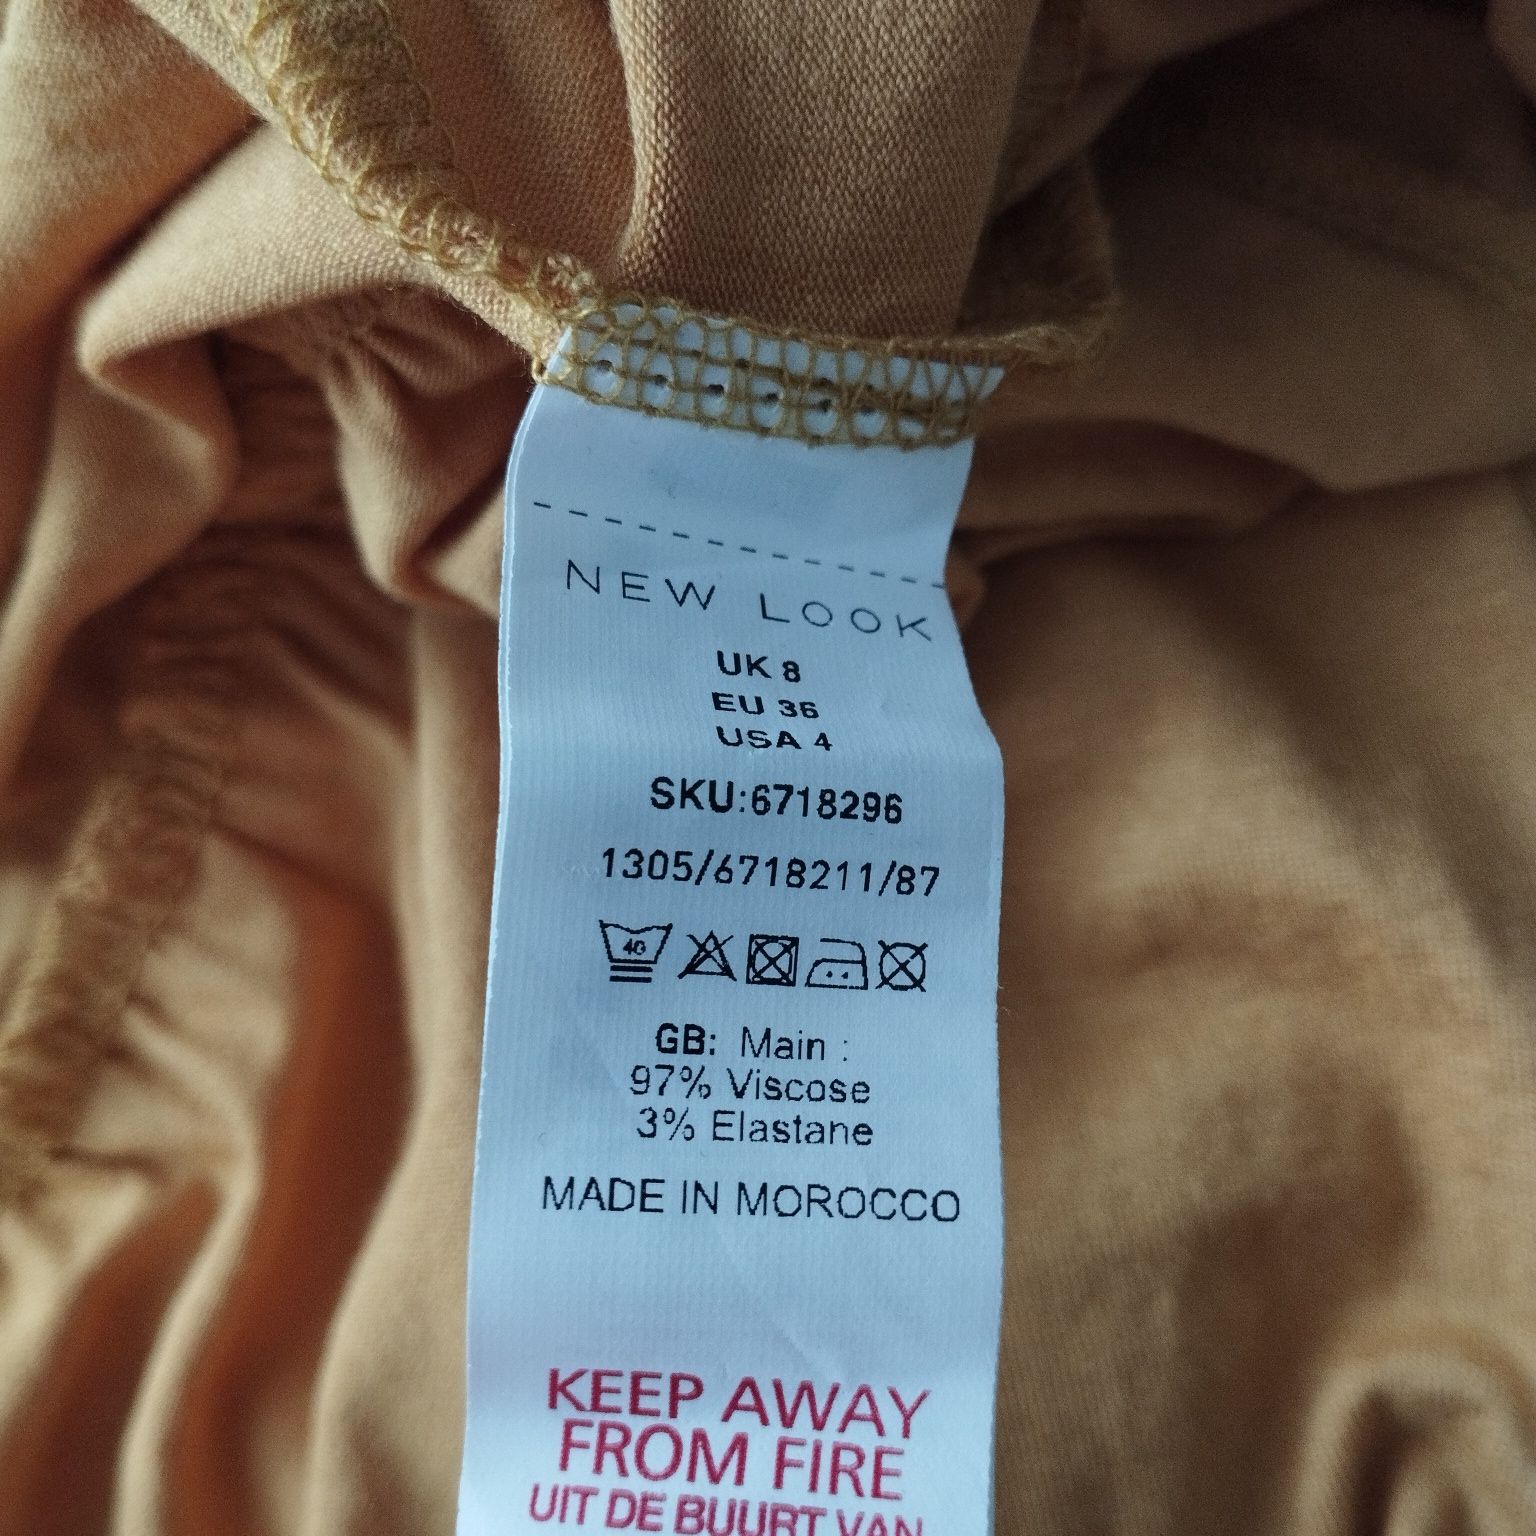 NEW LOOK
UK 8
EU 36
USA 4
SKU:6718296
1305/6718211/87
40
GB: Main :
97% Viscose
3% Elastane
MADE IN MOROCCO
KEEP AWAY
FROM FIRE
UIT DE BUURT VAN